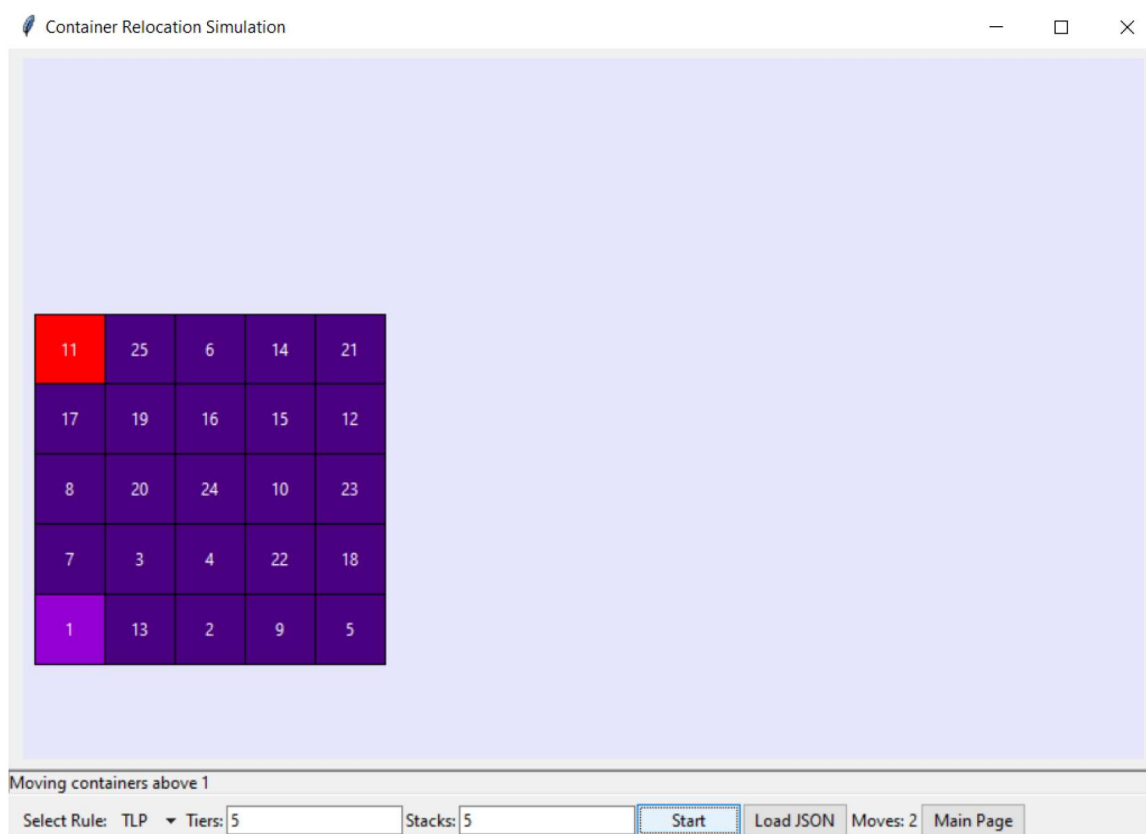 Container Relocation Simulation
11 25 6 14 21
17 19 16 15 12
8 20 24 10 23
7 3 4 22 18
1 13 2 9 5
Moving containers above 1
Select Rule: TLP Tiers: 5 Stacks: 5 Start Load JSON Moves: 2 Main Page